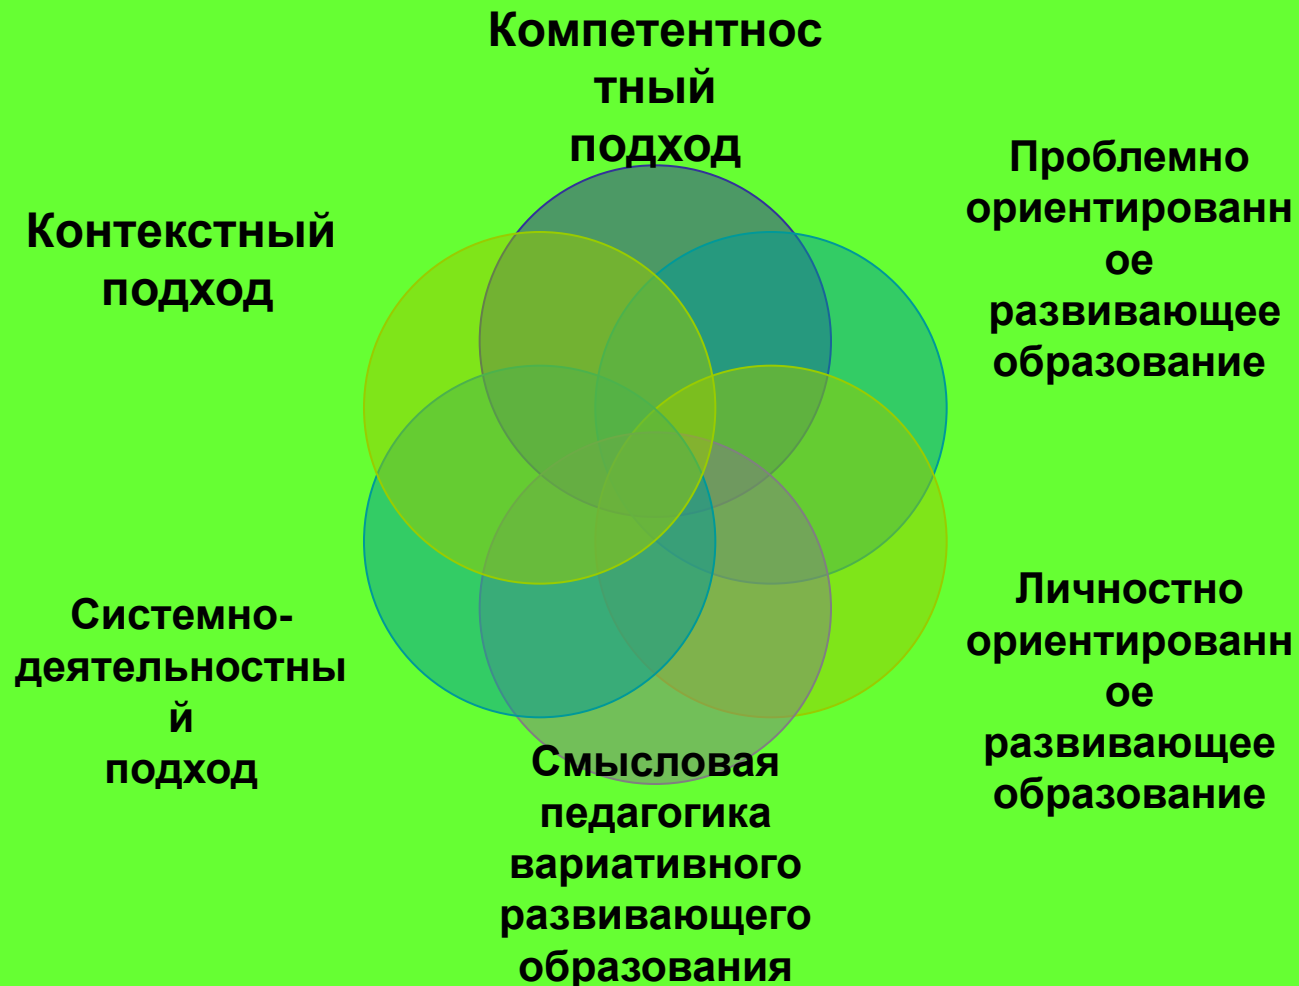 Компетентнос
тный
подход
Проблемно
ориентированн
ое
развивающее
образование
Контекстный
подход
Личностно
ориентированн
ое
развивающее
образование
Системно-
деятельностны
й
подход
Смысловая
педагогика
вариативного
развивающего
образования